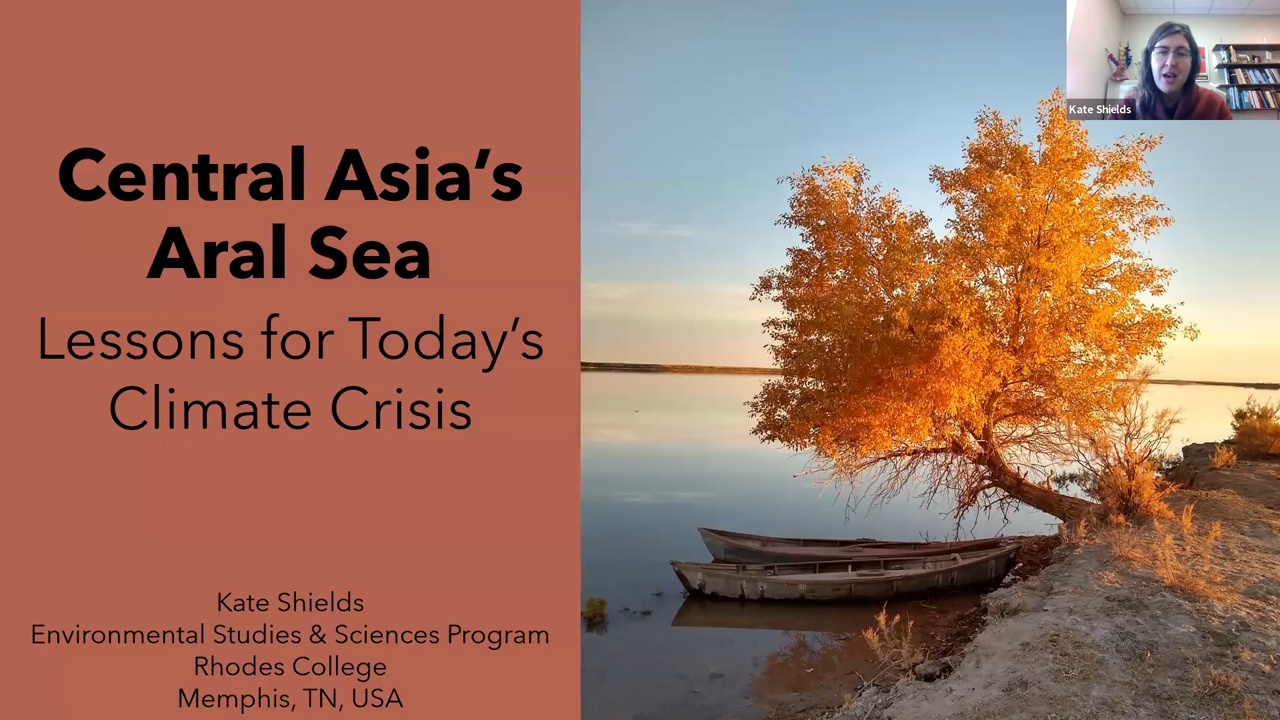 Central Asia’s
Aral Sea
Lessons for Today’s
Climate Crisis
Kate Shields
Environmental Studies & Sciences Program
Rhodes College
Memphis, TN, USA
Kate Shields